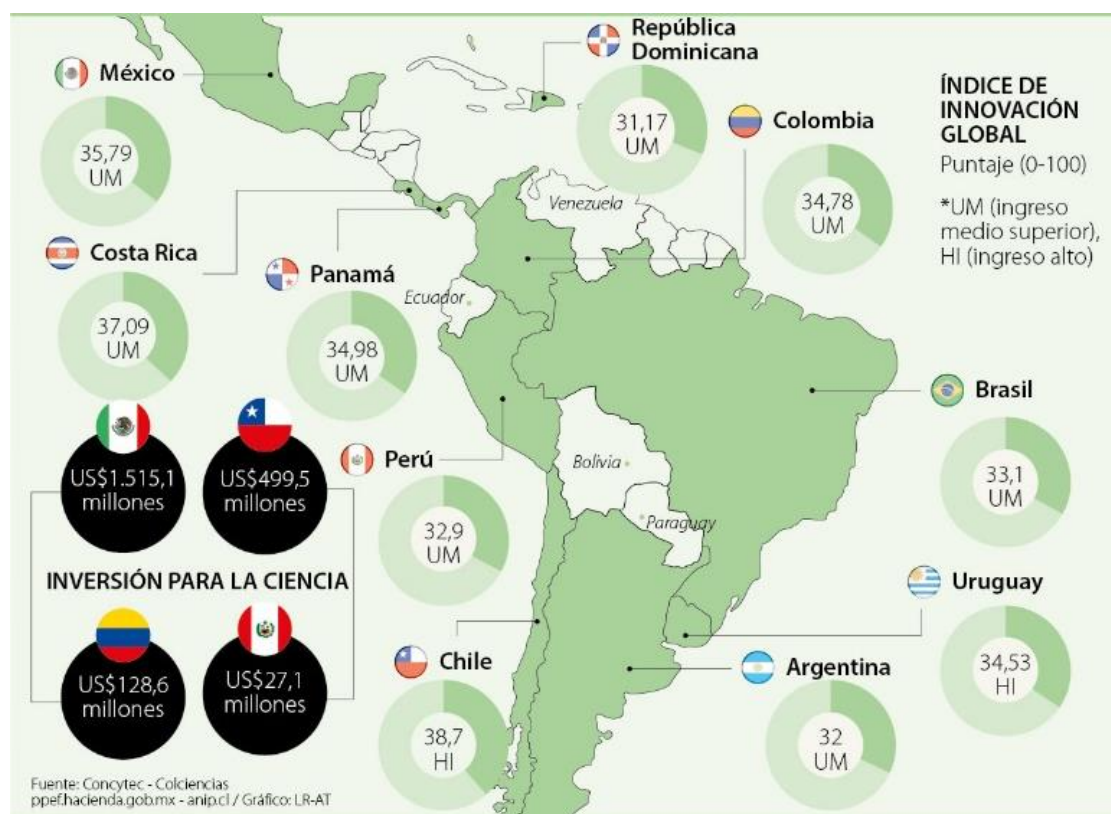 República
Dominicana
31,17
UM
México
35,79
UM
Colombia
34,78
UM
ÍNDICE DE
INNOVACIÓN
GLOBAL
Puntaje (0-100)
*UM (ingreso
medio superior),
HI (ingreso alto)
Venezuela
Costa Rica
37,09
UM
Panamá
34,98
UM
Ecuador
Brasil
33,1
UM
Perú
32,9
UM
Bolivia
Paraguay
US$1.515,1
millones
US$499,5
millones
INVERSIÓN PARA LA CIENCIA
US$128,6
millones
US$27,1
millones
Uruguay
34,53
HI
Chile
38,7
HI
Argentina
32
UM
Fuente: Concytec - Colciencias
ppef.hacienda.gob.mx - anip.cl / Gráfico: LR-AT